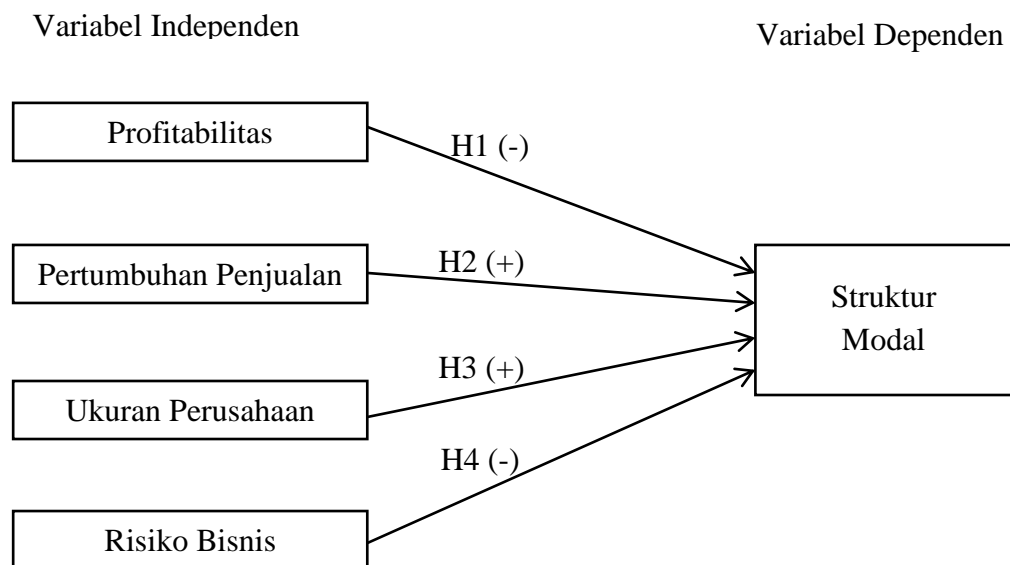 Variabel Independen
Variabel Dependen
Profitabilitas
H1 (-)
Pertumbuhan Penjualan
H2 (+)
Struktur
Modal
Ukuran Perusahaan
H3 (+)
H4 (-)
Risiko Bisnis